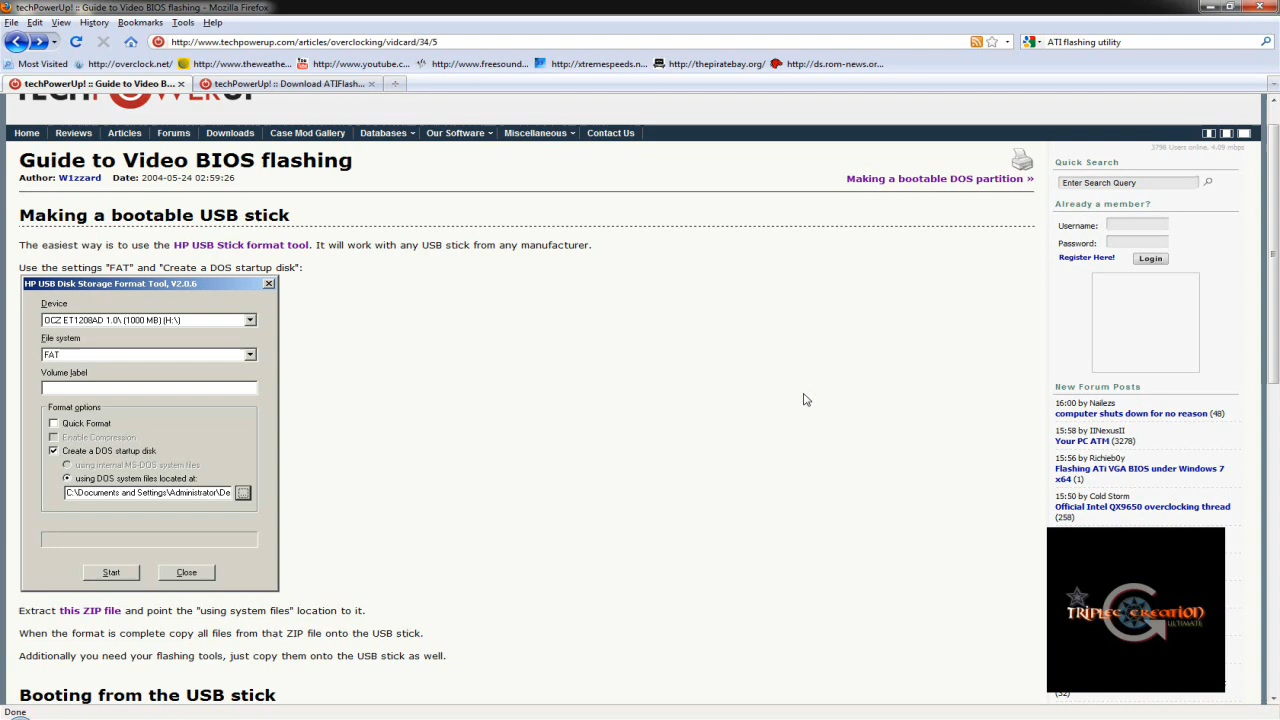 techPowerUp! :: Guide to Video BIOS flashing - Mozilla Firefox
File Edit View History Bookmarks Tools Help
http://www.techpowerup.com/articles/overclocking/vidcard/34/5
ATI flashing utility
Most Visited http://overclock.net/ http://www.theweathe... http://www.youtube.c... http://www.freesound... http://xtremespeeds.n... http://thepiratebay.org/ http://ds.rom-news.or...
techPowerUp! :: Guide to Video B... techPowerUp! :: Download ATIFlash...
TECHPOWERUP
Home Reviews Articles Forums Downloads Case Mod Gallery Databases Our Software Miscellaneous Contact Us
3798 Users online, 4.09 mbps
Guide to Video BIOS flashing
Author: W1zzard Date: 2004-05-24 02:59:26
Making a bootable DOS partition »
Making a bootable USB stick
The easiest way is to use the HP USB Stick format tool. It will work with any USB stick from any manufacturer.
Use the settings "FAT" and "Create a DOS startup disk":
HP USB Disk Storage Format Tool, V2.0.6
Device
OCZ ET1208AD 1.0\ (1000 MB) (H:\)
File system
FAT
Volume label
Format options
Quick Format
Enable Compression
Create a DOS startup disk
using internal MS-DOS system files
using DOS system files located at:
C:\Documents and Settings\Administrator\De
...
Start Close
Extract this ZIP file and point the "using system files" location to it.
When the format is complete copy all files from that ZIP file onto the USB stick.
Additionally you need your flashing tools, just copy them onto the USB stick as well.
Booting from the USB stick
Quick Search
Enter Search Query
Already a member?
Username:
Password:
Register Here! Login
New Forum Posts
16:00 by Nailezs
computer shuts down for no reason (48)
15:58 by IINexusII
Your PC ATM (3278)
15:56 by Richieb0y
Flashing ATi VGA BIOS under Windows 7
x64 (1)
15:50 by Cold Storm
Official Intel QX9650 overclocking thread
(258)
TRIPLEC CREATION
ULTIMATE
(32)
Done